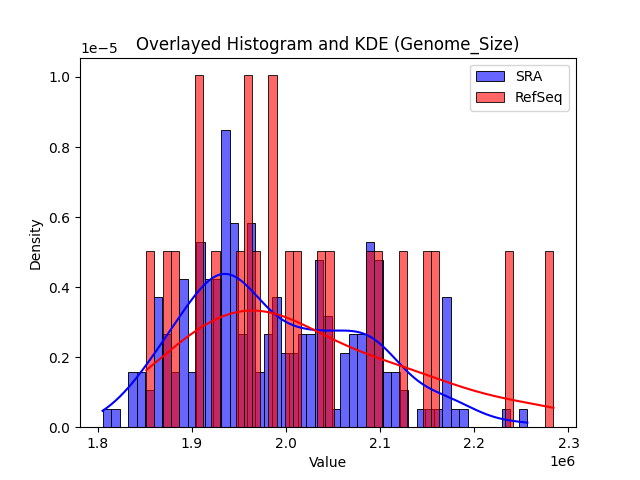 Overlayed Histogram and KDE (Genome_Size)
1e−5
SRA
RefSeq
1.0
0.8
0.6
0.4
0.2
0.0
Density
1.8 1.9 2.0 2.1 2.2 2.3
1e6
Value